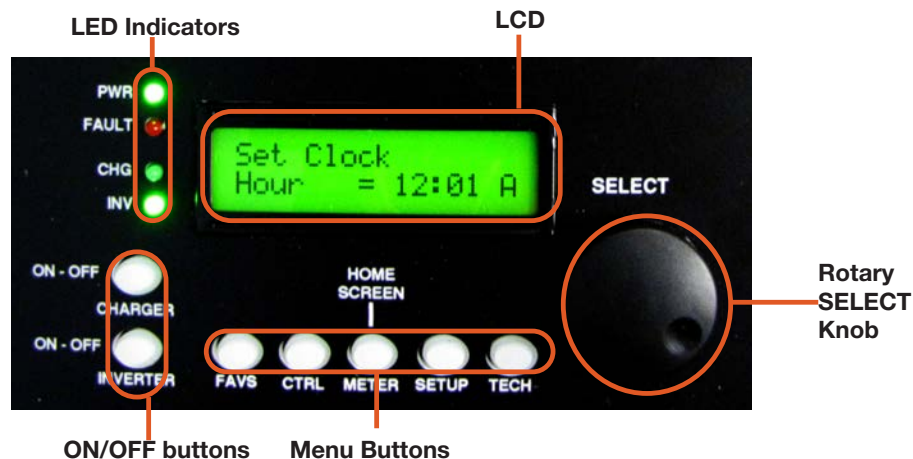 LED Indicators
LCD
PWR
FAULT
CHG
INV
Set Clock
Hour = 12:01 A
SELECT
ON - OFF
CHARGER
ON - OFF
INVERTER
HOME
SCREEN
FAVS
CTRL
METER
SETUP
TECH
Rotary
SELECT
Knob
ON/OFF buttons
Menu Buttons